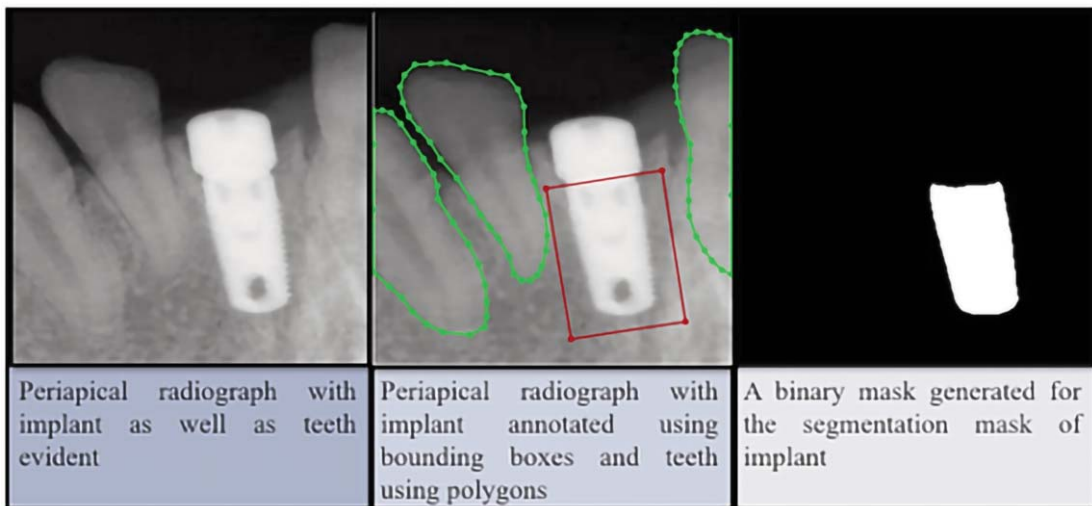 Periapical radiograph with
implant as well as teeth
evident
Periapical radiograph with
implant annotated using
bounding boxes and teeth
using polygons
A binary mask generated for
the segmentation mask of
implant